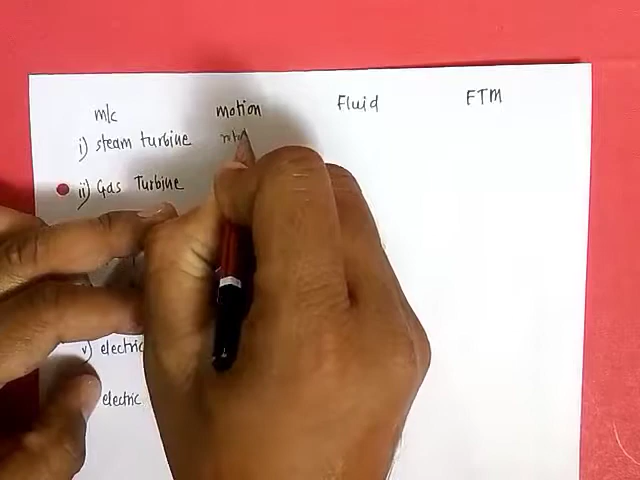 m/c motion Fluid FTM
i) steam turbine
ii) Gas Turbine
v) electric
electric